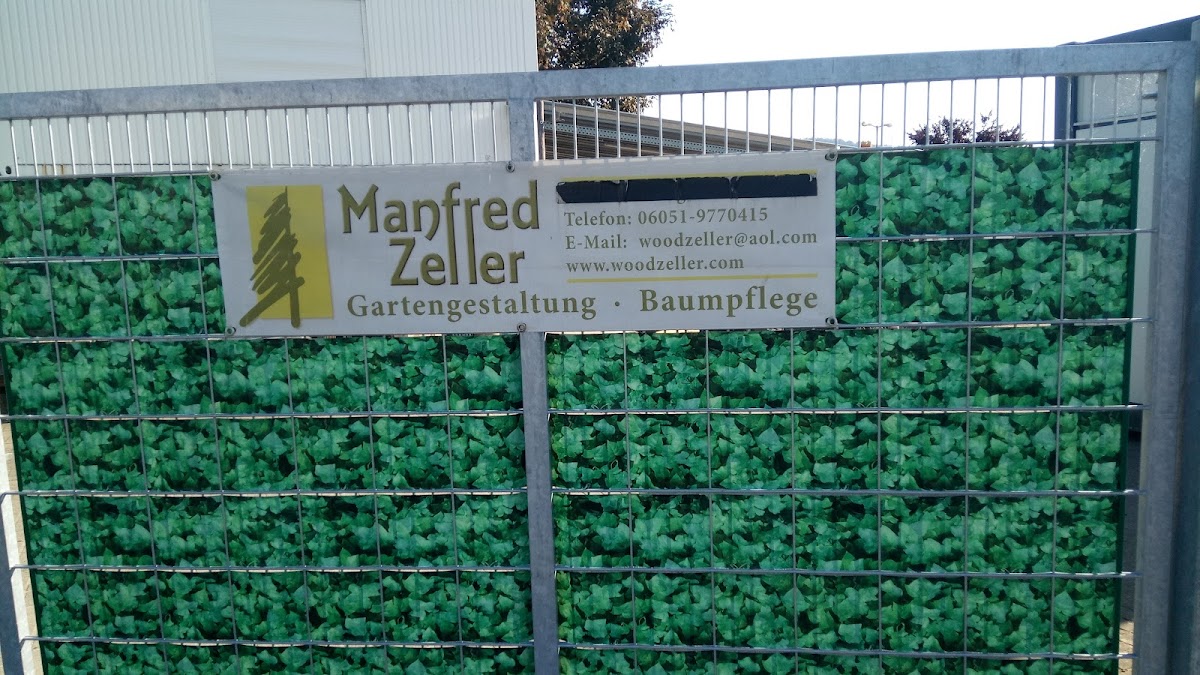 Manfred
Zeller
Telefon: 06051-9770415
E-Mail: woodzeller@aol.com
www.woodzeller.com
Gartengestaltung · Baumpflege